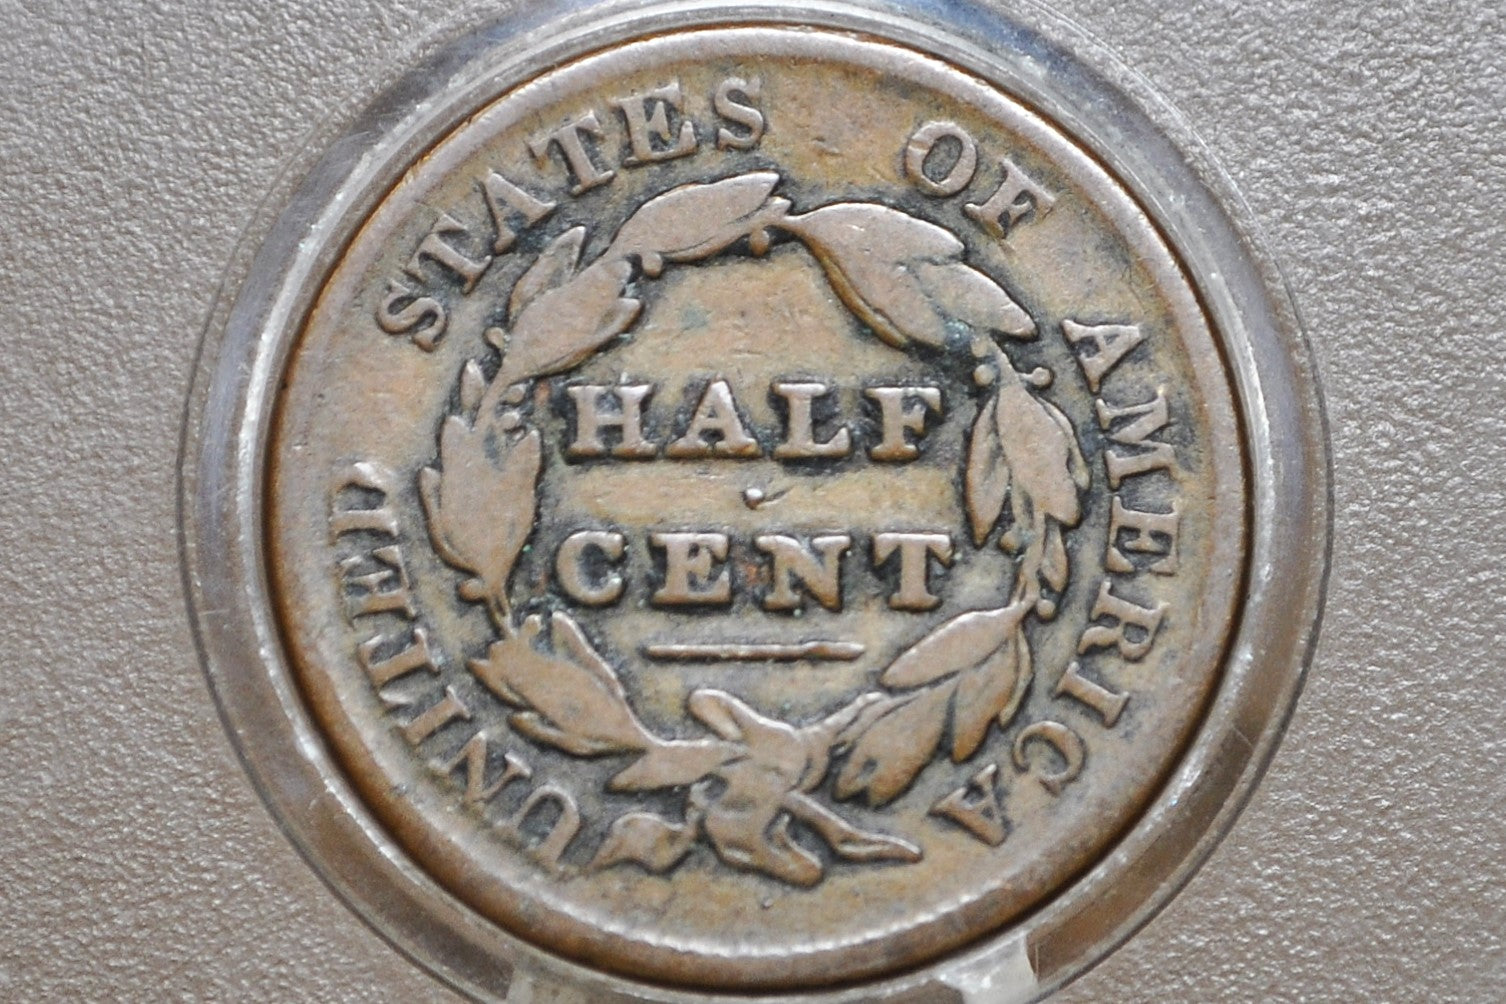 UNITED STATES OF AMERICA
HALF
CENT